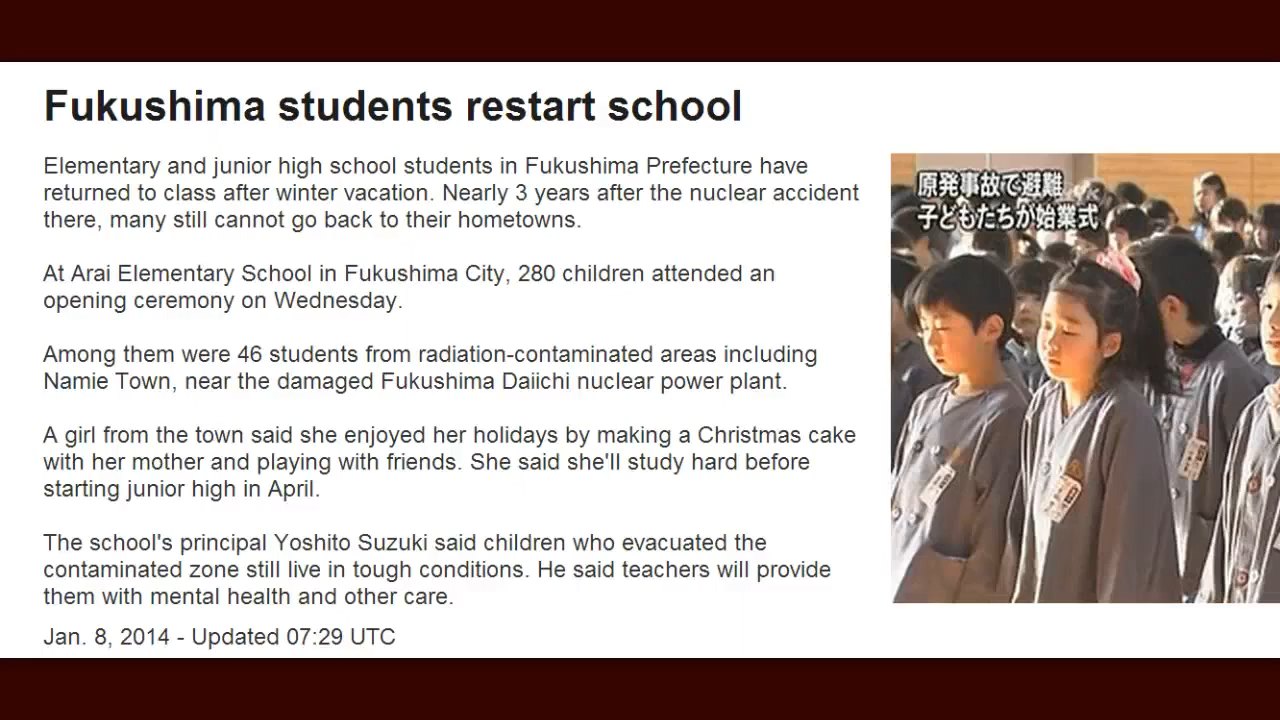 Fukushima students restart school
Elementary and junior high school students in Fukushima Prefecture have
returned to class after winter vacation. Nearly 3 years after the nuclear accident
there, many still cannot go back to their hometowns.
At Arai Elementary School in Fukushima City, 280 children attended an
opening ceremony on Wednesday.
Among them were 46 students from radiation-contaminated areas including
Namie Town, near the damaged Fukushima Daiichi nuclear power plant.
A girl from the town said she enjoyed her holidays by making a Christmas cake
with her mother and playing with friends. She said she'll study hard before
starting junior high in April.
The school's principal Yoshito Suzuki said children who evacuated the
contaminated zone still live in tough conditions. He said teachers will provide
them with mental health and other care.
Jan. 8, 2014 - Updated 07:29 UTC
原発事故で避難
子どもたちが始業式